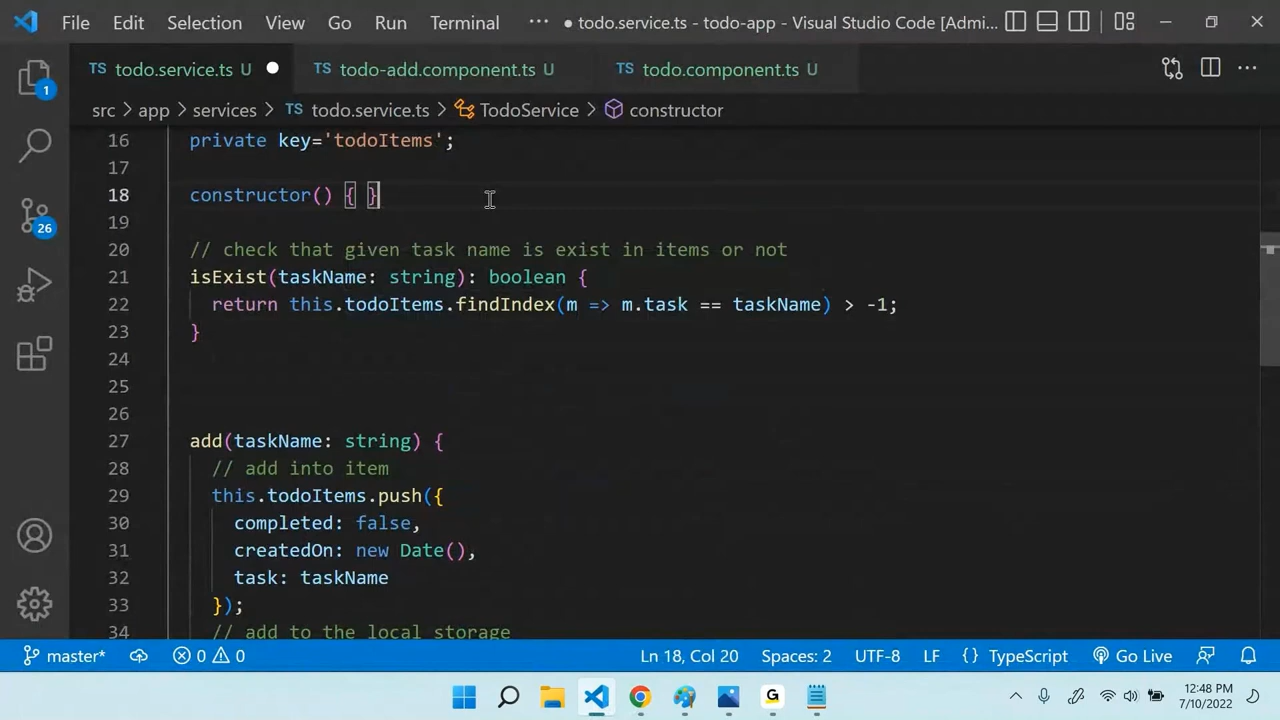 File Edit Selection View Go Run Terminal ··· ● todo.service.ts - todo-app - Visual Studio Code [Admi...
TS todo.service.ts U ● TS todo-add.component.ts U TS todo.component.ts U
src > app > services > TS todo.service.ts > TodoService > constructor
16 private key='todoItems';
17
18 constructor() { }
19
20 // check that given task name is exist in items or not
21 isExist(taskName: string): boolean {
22 return this.todoItems.findIndex(m => m.task == taskName) > -1;
23 }
24
25
26
27 add(taskName: string) {
28 // add into item
29 this.todoItems.push({
30 completed: false,
31 createdOn: new Date(),
32 task: taskName
33 });
34 // add to the local storage
1
26
master* 0 0 Ln 18, Col 20 Spaces: 2 UTF-8 LF {} TypeScript Go Live
G 12:48 PM
7/10/2022